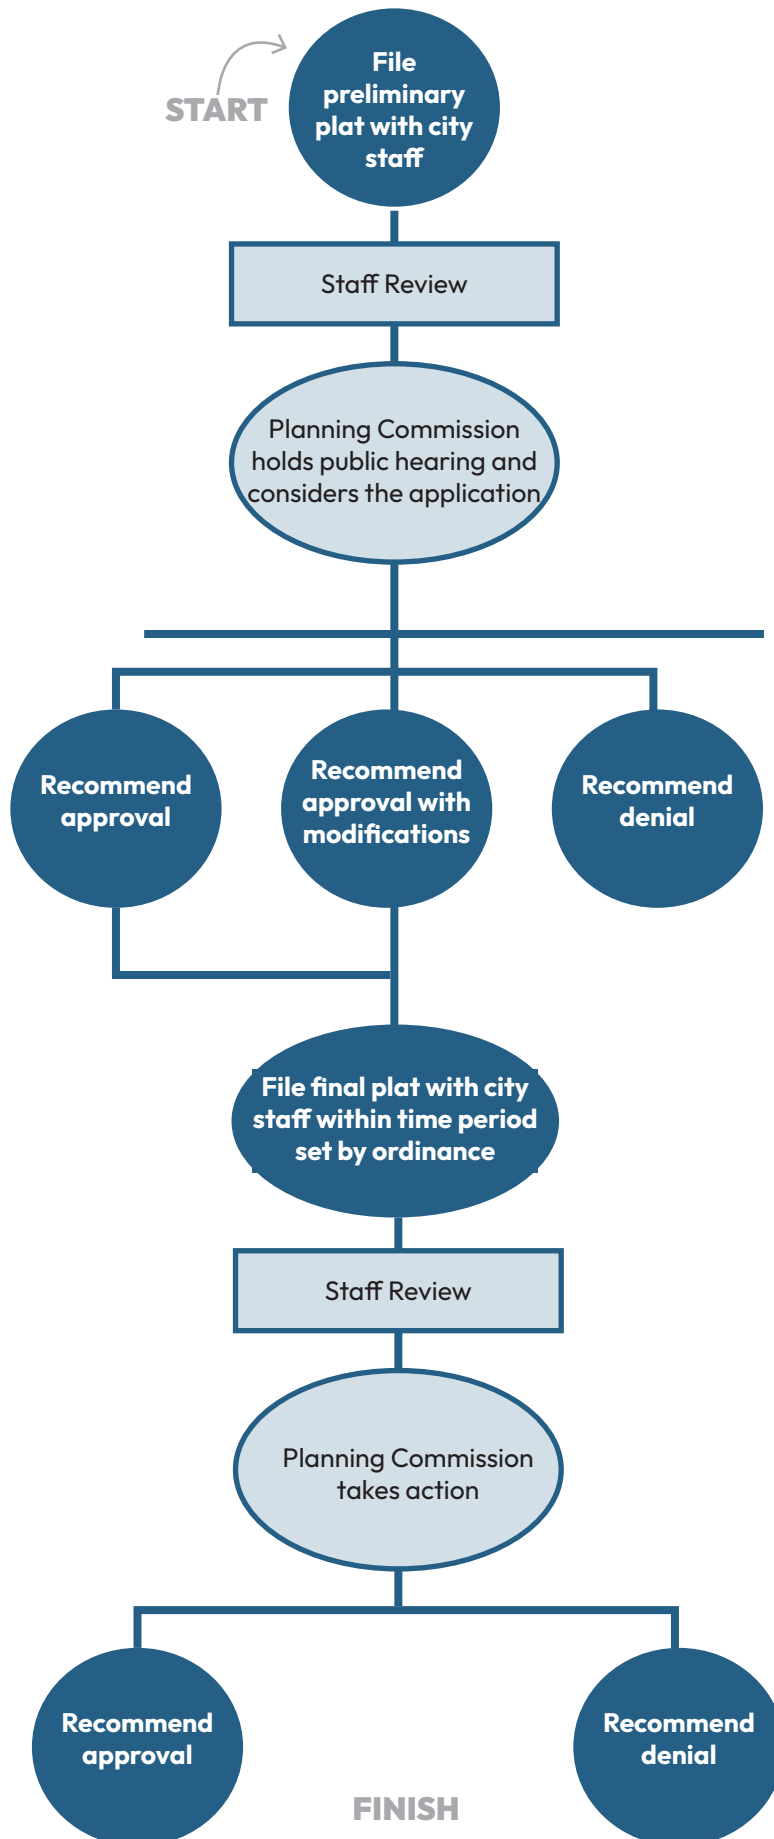 File
preliminary
plat with city
staff
START
Staff Review
Planning Commission
holds public hearing and
considers the application
Recommend
approval
Recommend
approval with
modifications
Recommend
denial
File final plat with city
staff within time period
set by ordinance
Staff Review
Planning Commission
takes action
Recommend
approval
Recommend
denial
FINISH